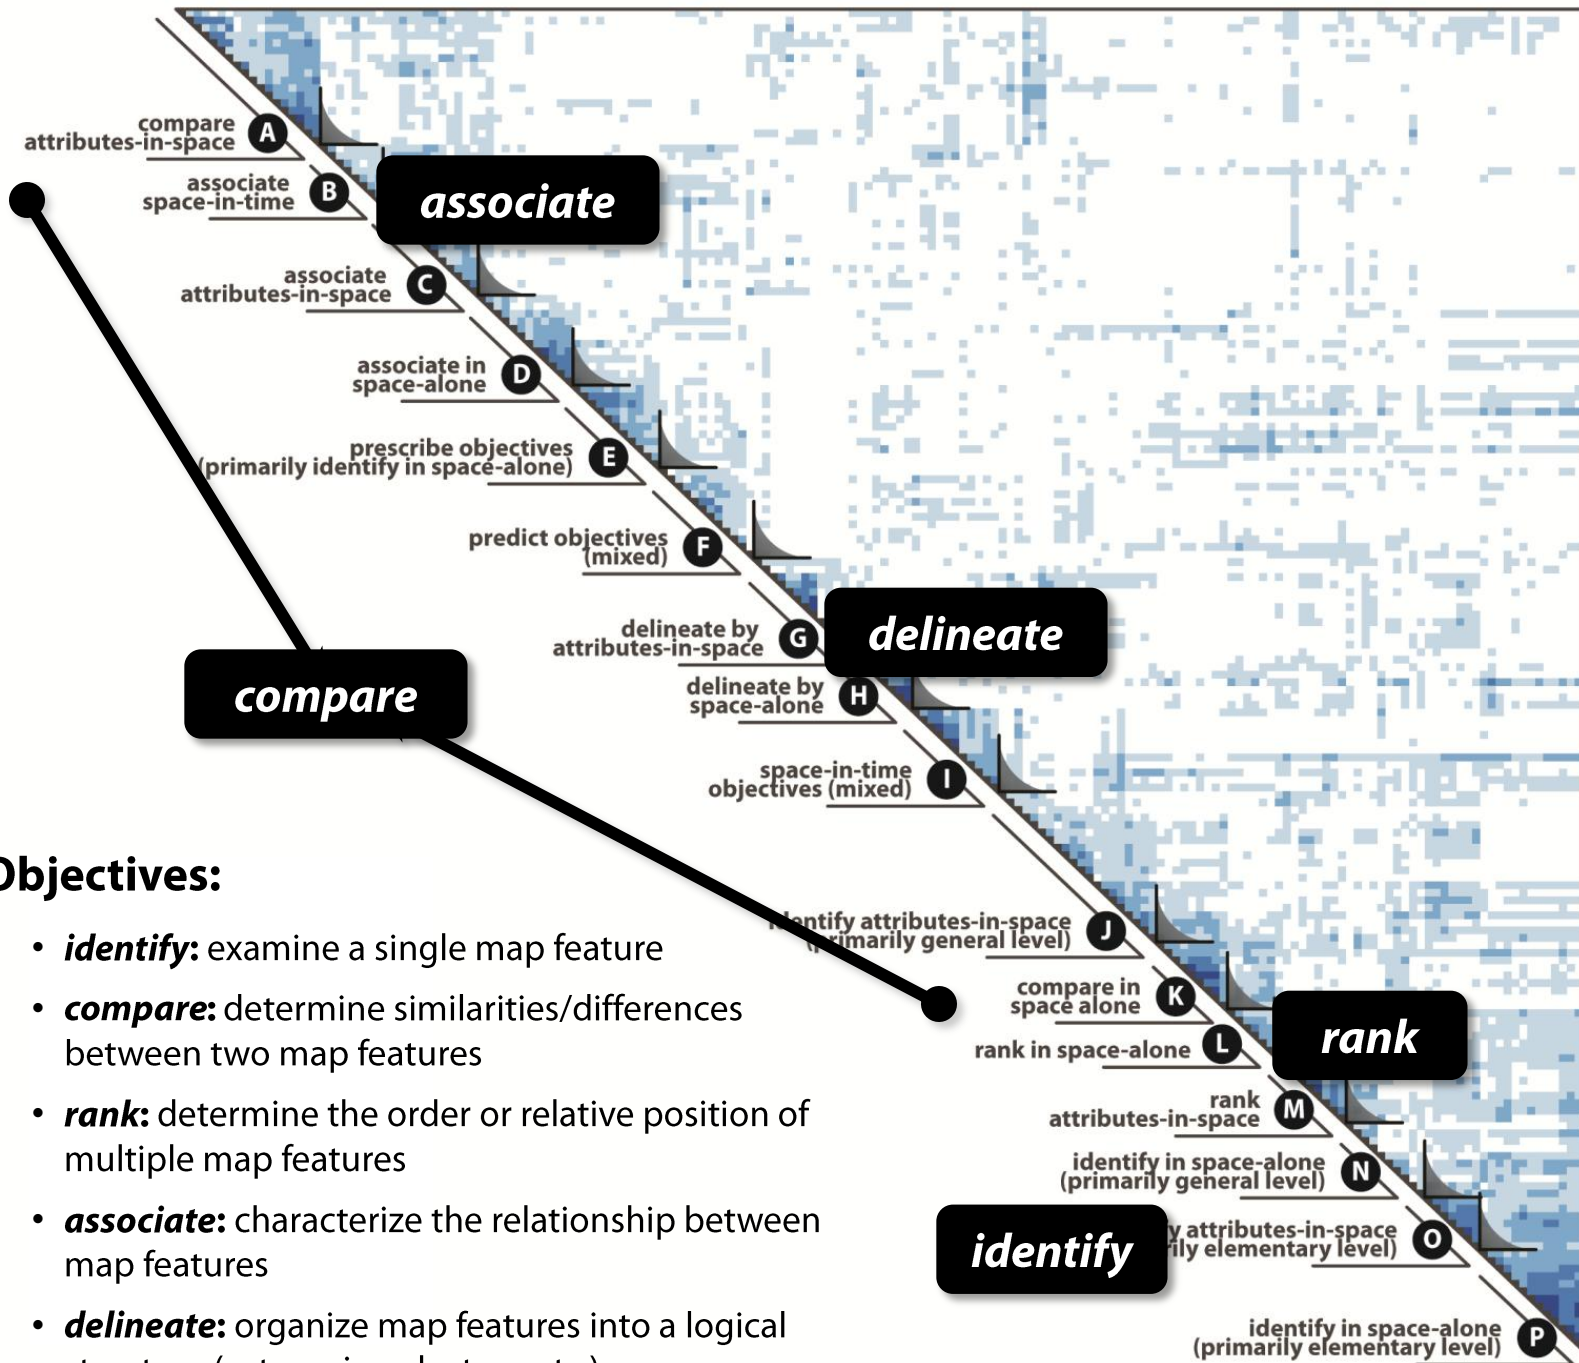 compare
attributes-in-space
A
associate
space-in-time
B
associate
associate
attributes-in-space
C
associate in
space-alone
D
prescribe objectives
(primarily identify in space-alone)
E
predict objectives
(mixed)
F
delineate by
attributes-in-space
G
delineate
compare
delineate by
space-alone
H
space-in-time
objectives (mixed)
I
Objectives:
identify attributes-in-space
(primarily general level)
J
• identify: examine a single map feature
• compare: determine similarities/differences
between two map features
compare in
space alone
K
rank in space-alone
L
rank
• rank: determine the order or relative position of
multiple map features
rank
attributes-in-space
M
identify in space-alone
(primarily general level)
N
• associate: characterize the relationship between
map features
identify
attributes-in-space
elementary level)
O
• delineate: organize map features into a logical
identify in space-alone
(primarily elementary level)
P